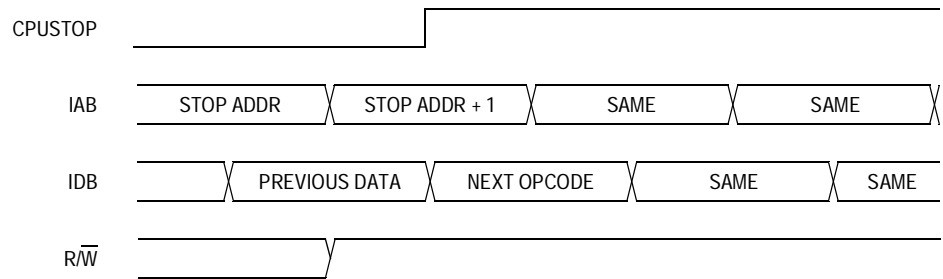 CPUSTOP
IAB STOP ADDR STOP ADDR + 1 SAME SAME
IDB PREVIOUS DATA NEXT OPCODE SAME SAME
R/W̅